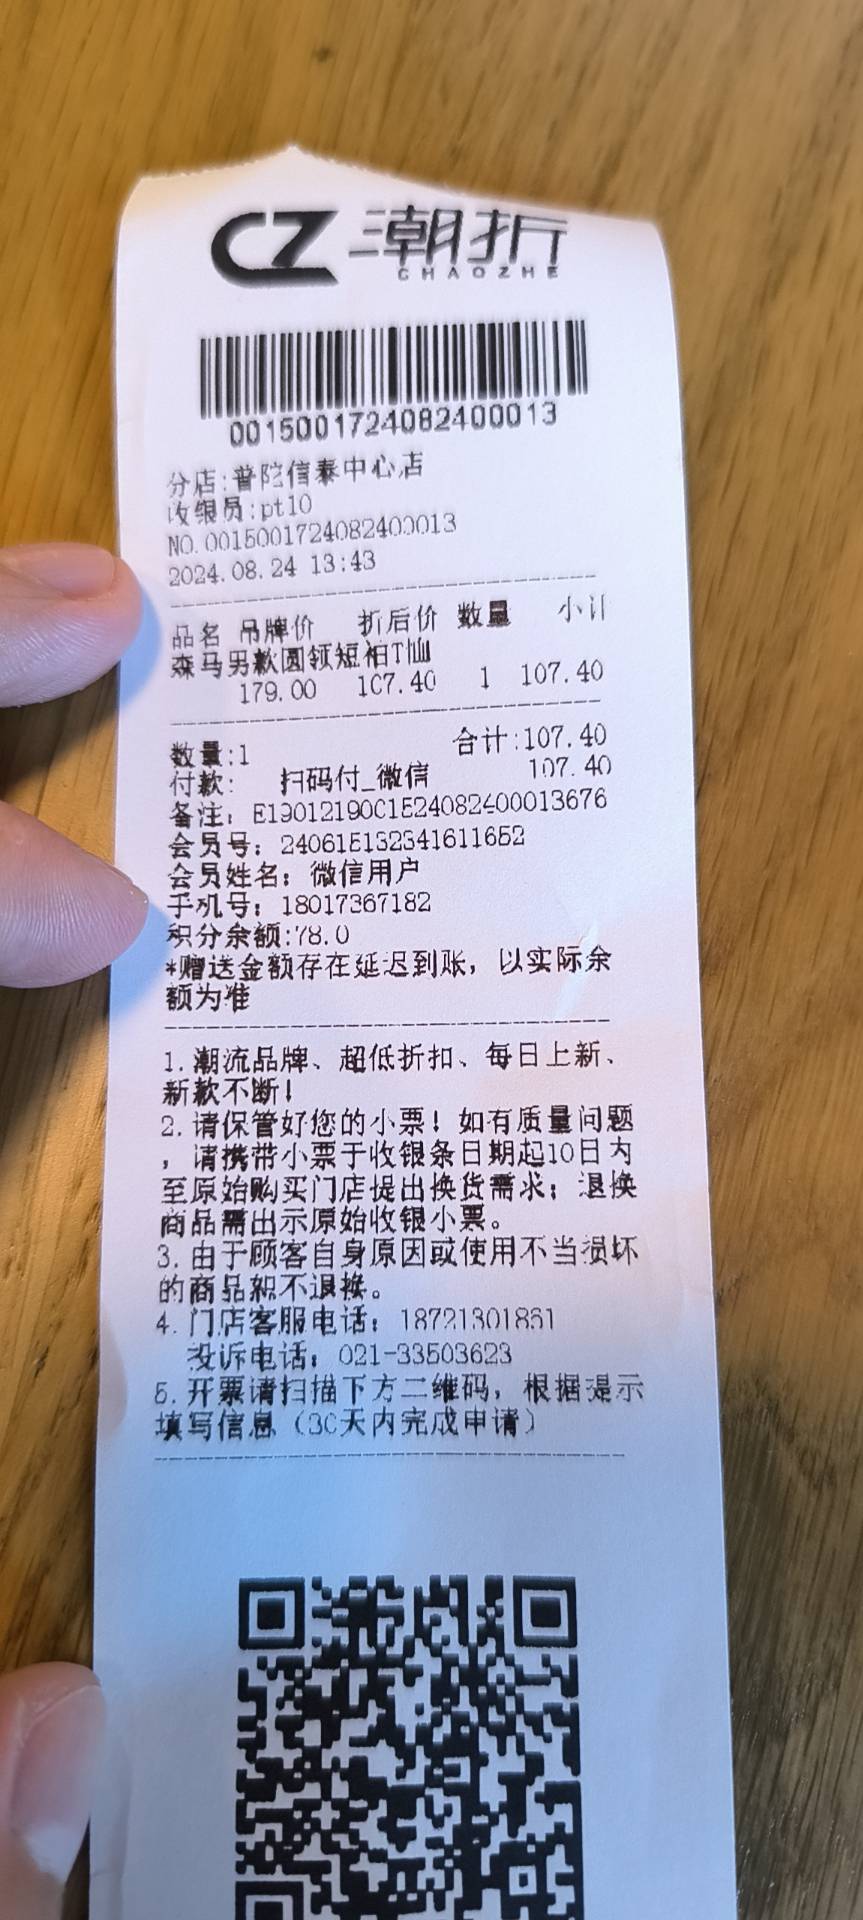 CZ 潮折
CHAOZHE
0015001724082400013
分店:普陀信泰中心店
收银员:pt10
NO.0015001724082400013
2024.08.24 13:43
品名 吊牌价 折后价 数量 小计
森马男款圆领短袖T恤
179.00 107.40 1 107.40
数量:1 合计:107.40
付款: 扫码付_微信 107.40
备注: E1901219001524082400013676
会员号: 240615132341611652
会员姓名: 微信用户
手机号: 18017367182
积分余额:78.0
*赠送金额存在延迟到账，以实际余
额为准
1.潮流品牌、超低折扣、每日上新、
新款不断!
2.请保管好您的小票! 如有质量问题
，请携带小票于收银条日期起10日内
至原始购买门店提出换货需求; 退换
商品需出示原始收银小票。
3.由于顾客自身原因或使用不当损坏
的商品恕不退换。
4.门店客服电话: 18721301851
投诉电话: 021-33503623
5.开票请扫描下方二维码，根据提示
填写信息（30天内完成申请）